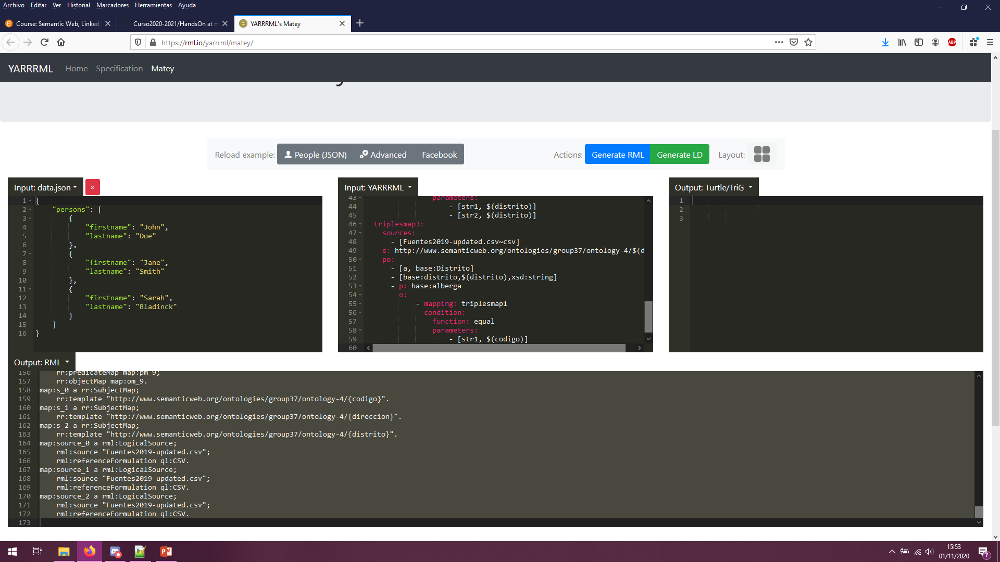 Archivo Editar Ver Historial Marcadores Herramientas Ayuda
Course: Semantic Web, Linked
Curso2020-2021/HandsOn at m
YARRRML's Matey
https://rml.io/yarrrml/matey/
ABP
YARRRML Home Specification Matey
Reload example: People (JSON) Advanced Facebook
Actions: Generate RML Generate LD Layout:
Input: data.json
1 {
2 "persons": [
3 {
4 "firstname": "John",
5 "lastname": "Doe"
6 },
7 {
8 "firstname": "Jane",
9 "lastname": "Smith"
10 },
11 {
12 "firstname": "Sarah",
13 "lastname": "Bladinck"
14 }
15 ]
16 }
Input: YARRRML
43 parameters:
44 - [str1, $(distrito)]
45 - [str2, $(distrito)]
46 triplesmap3:
47 sources:
48 - [Fuentes2019-updated.csv~csv]
49 s: http://www.semanticweb.org/ontologies/group37/ontology-4/$(d
50 po:
51 - [a, base:Distrito]
52 - [base:distrito,$(distrito),xsd:string]
53 - p: base:alberga
54 o:
55 - mapping: triplesmap1
56 condition:
57 function: equal
58 parameters:
59 - [str1, $(codigo)]
60
Output: Turtle/TriG
1
2
3
Output: RML
156 rr:predicateMap map:pm_9;
157 rr:objectMap map:om_9.
158 map:s_0 a rr:SubjectMap;
159 rr:template "http://www.semanticweb.org/ontologies/group37/ontology-4/{codigo}".
160 map:s_1 a rr:SubjectMap;
161 rr:template "http://www.semanticweb.org/ontologies/group37/ontology-4/{direccion}".
162 map:s_2 a rr:SubjectMap;
163 rr:template "http://www.semanticweb.org/ontologies/group37/ontology-4/{distrito}".
164 map:source_0 a rml:LogicalSource;
165 rml:source "Fuentes2019-updated.csv";
166 rml:referenceFormulation ql:CSV.
167 map:source_1 a rml:LogicalSource;
168 rml:source "Fuentes2019-updated.csv";
169 rml:referenceFormulation ql:CSV.
170 map:source_2 a rml:LogicalSource;
171 rml:source "Fuentes2019-updated.csv";
172 rml:referenceFormulation ql:CSV.
173
15:53
01/11/2020
7